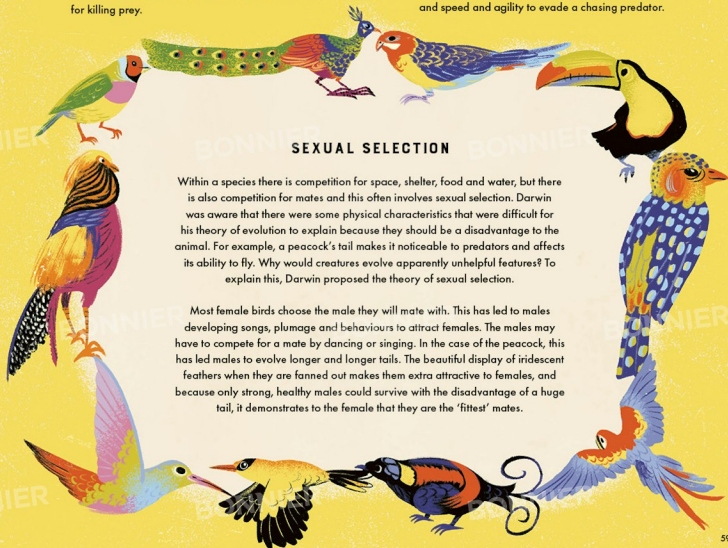 for killing prey.
and speed and agility to evade a chasing predator.
SEXUAL SELECTION
Within a species there is competition for space, shelter, food and water, but there
is also competition for mates and this often involves sexual selection. Darwin
was aware that there were some physical characteristics that were difficult for
his theory of evolution to explain because they should be a disadvantage to the
animal. For example, a peacock's tail makes it noticeable to predators and affects
its ability to fly. Why would creatures evolve apparently unhelpful features? To
explain this, Darwin proposed the theory of sexual selection.
Most female birds choose the male they will mate with. This has led to males
developing songs, plumage and behaviours to attract females. The males may
have to compete for a mate by dancing or singing. In the case of the peacock, this
has led males to evolve longer and longer tails. The beautiful display of iridescent
feathers when they are fanned out makes them extra attractive to females, and
because only strong, healthy males could survive with the disadvantage of a huge
tail, it demonstrates to the female that they are the 'fittest' mates.
BONNIER
BONNIER
BONNIER
BONNIER
BONNIER
BONNIER